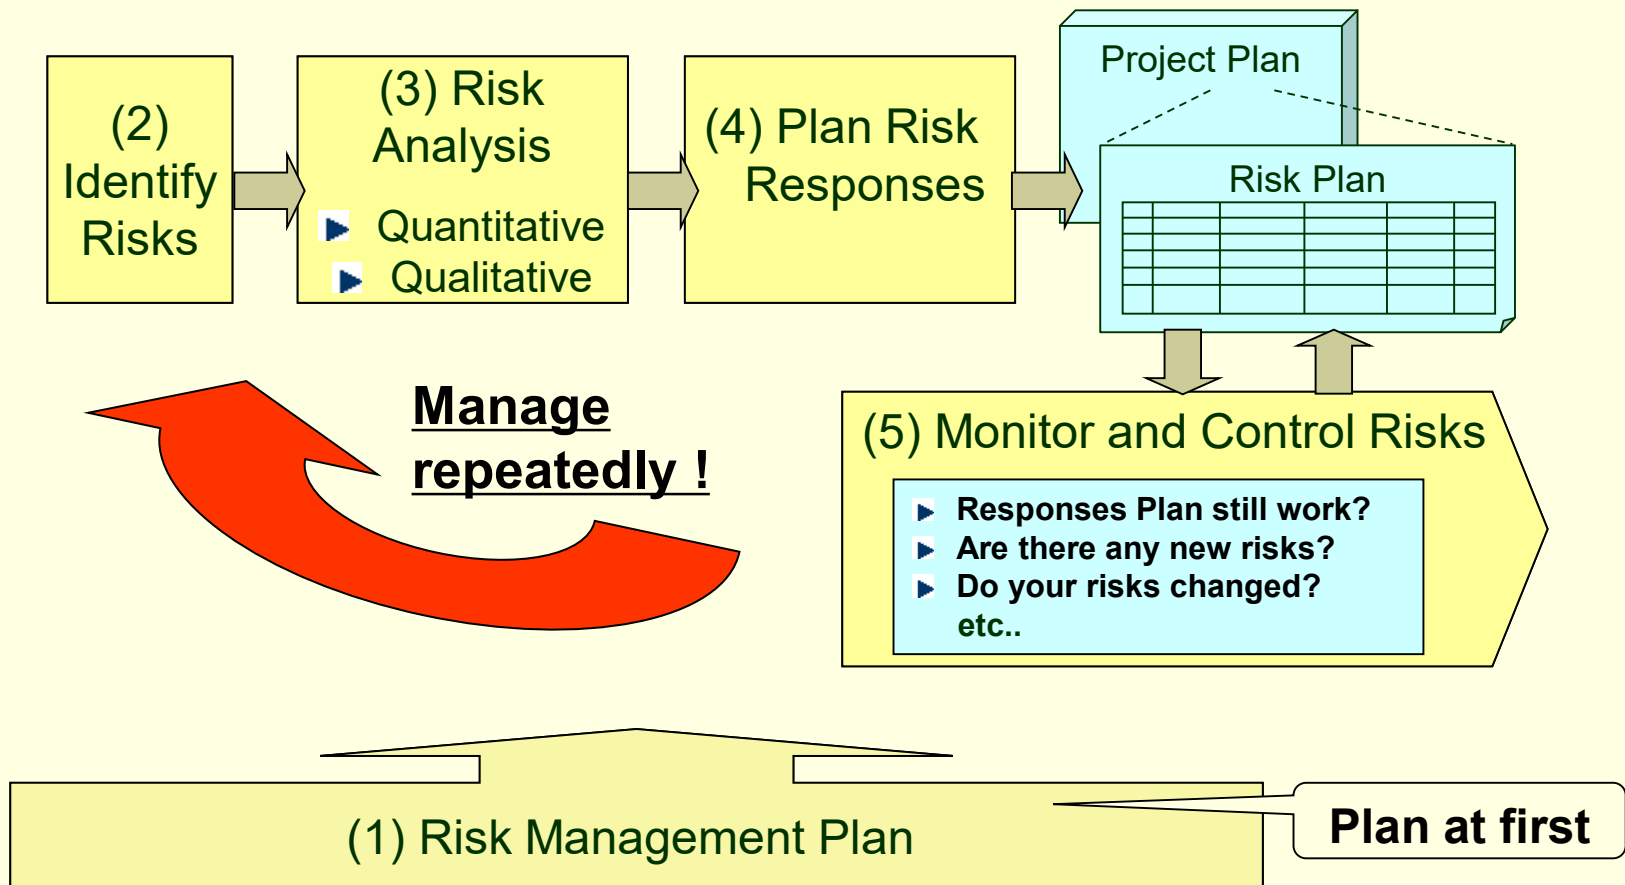 (2)
Identify
Risks
(3) Risk
Analysis
Quantitative
Qualitative
(4) Plan Risk
Responses
Project Plan
Risk Plan
Manage
repeatedly !
(5) Monitor and Control Risks
Responses Plan still work?
Are there any new risks?
Do your risks changed?
etc..
(1) Risk Management Plan
Plan at first